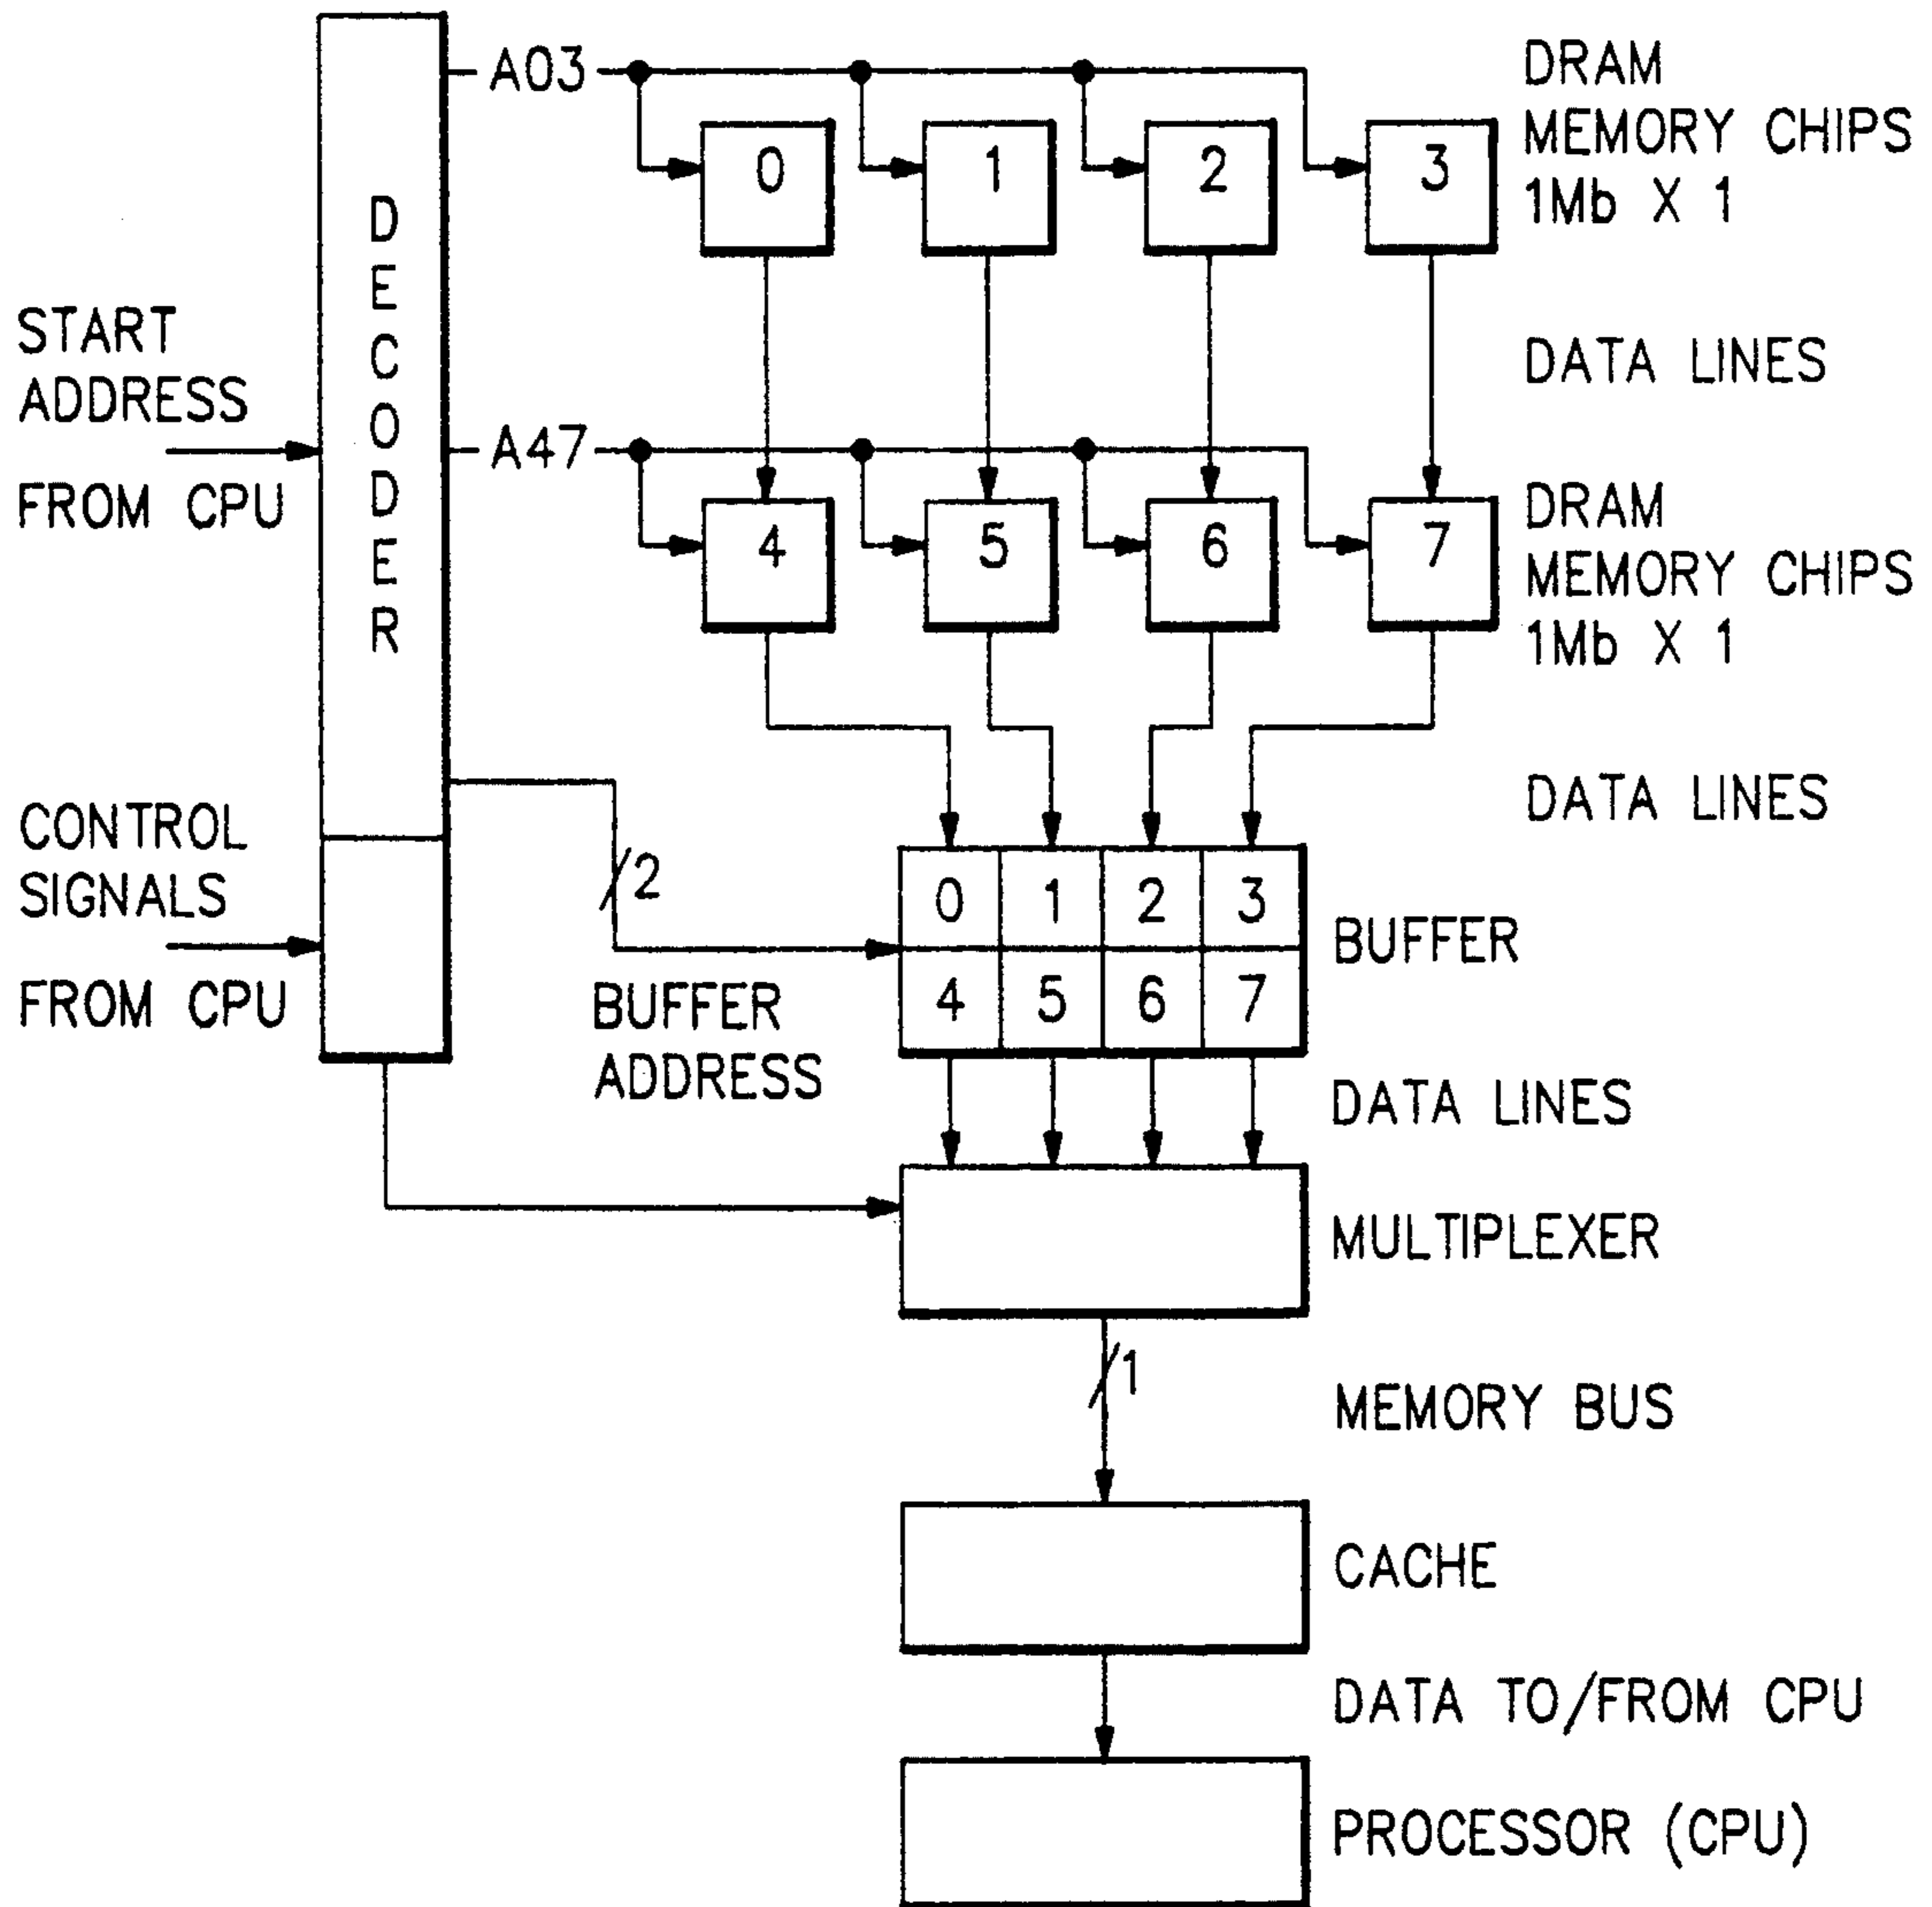 A03
0
1
2
3
DRAM
MEMORY CHIPS
1Mb X 1
DECODER
START
ADDRESS
FROM CPU
DATA LINES
A47
4
5
6
7
DRAM
MEMORY CHIPS
1Mb X 1
DATA LINES
CONTROL
SIGNALS
FROM CPU
2
BUFFER
ADDRESS
0 1 2 3
4 5 6 7
BUFFER
DATA LINES
MULTIPLEXER
1
MEMORY BUS
CACHE
DATA TO/FROM CPU
PROCESSOR (CPU)